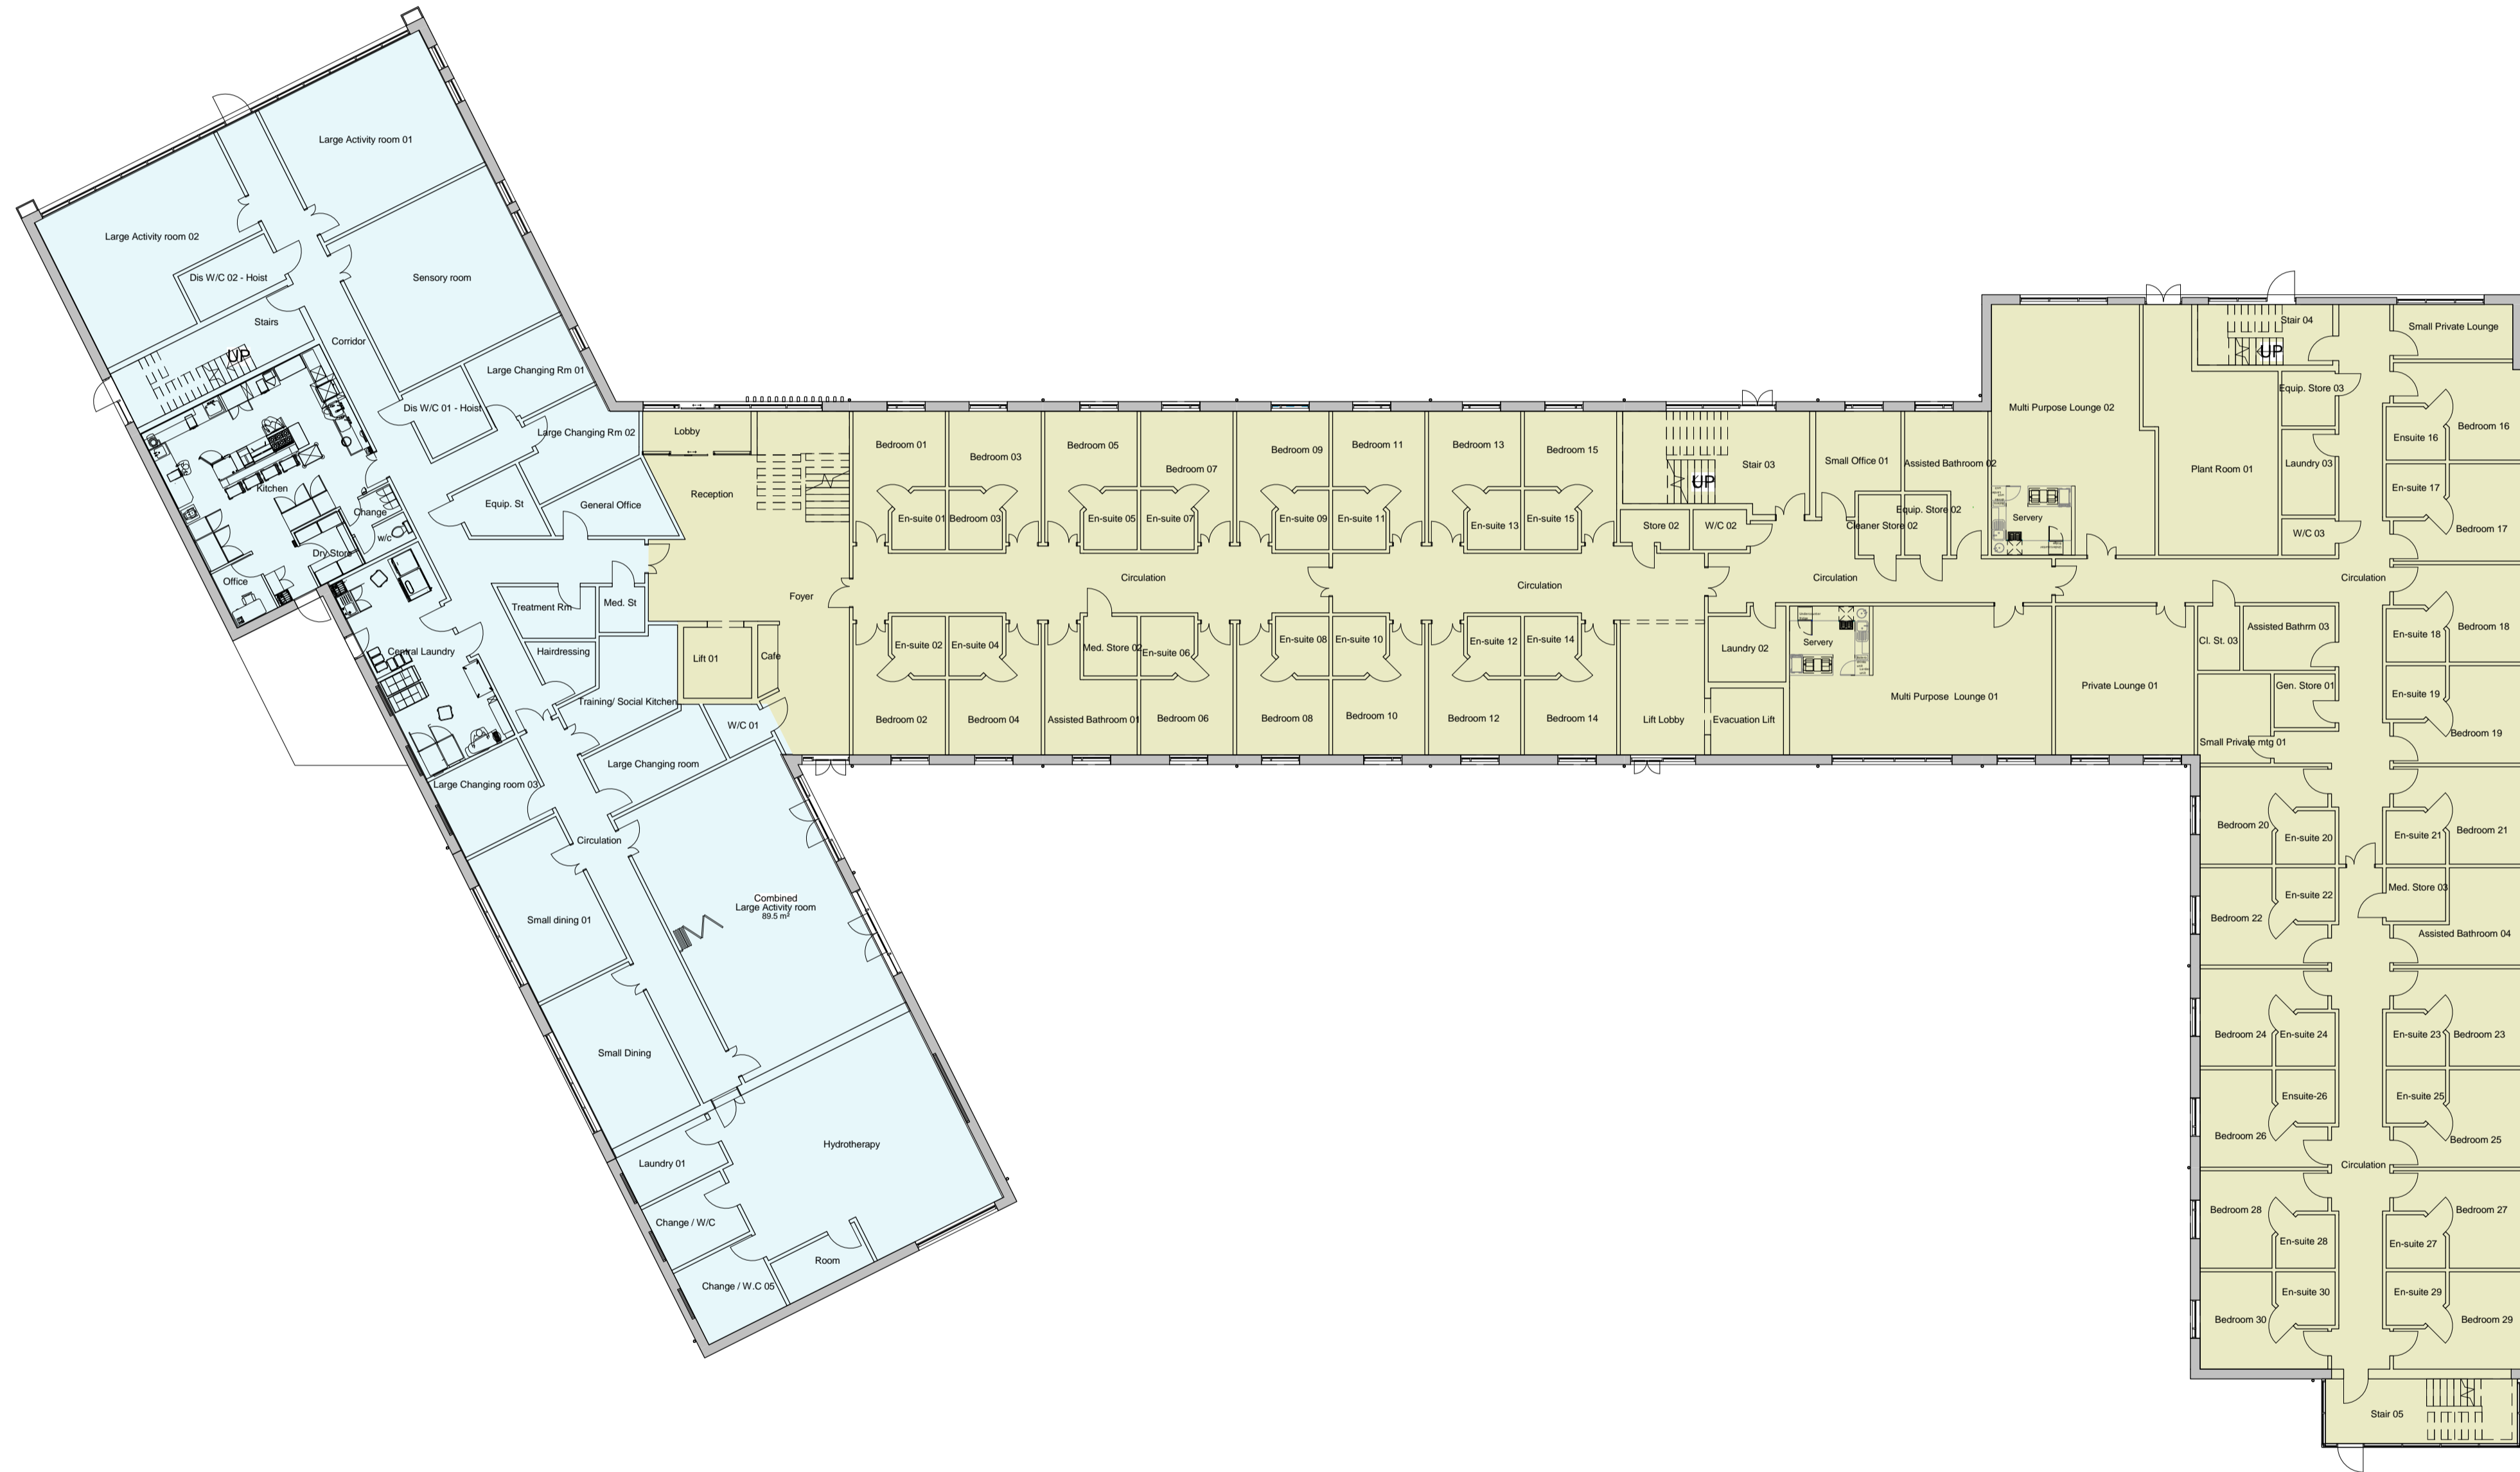 Large Activity room 01
Large Activity room 02
Dis W/C 02 - Hoist
Sensory room
Stairs
UP
Corridor
Large Changing Rm 01
Dis W/C 01 - Hoist
Large Changing Rm 02
Kitchen
Equip. St
General Office
Change
w/c
Dry Store
Office
Treatment Rm
Med. St
Central Laundry
Hairdressing
Training/ Social Kitchen
W/C 01
Large Changing room
Large Changing room 03
Circulation
Small dining 01
Combined
Large Activity room
89.5 m²
Small Dining
Hydrotherapy
Laundry 01
Change / W/C
Room
Change / W.C 05
Lobby
Reception
Foyer
Lift 01
Cafe
Bedroom 01
Bedroom 03
Bedroom 05
Bedroom 07
Bedroom 09
Bedroom 11
Bedroom 13
Bedroom 15
En-suite 01
Bedroom 03
En-suite 05
En-suite 07
En-suite 09
En-suite 11
En-suite 13
En-suite 15
Circulation
Circulation
En-suite 02
En-suite 04
Med. Store 02
En-suite 06
En-suite 08
En-suite 10
En-suite 12
En-suite 14
Bedroom 02
Bedroom 04
Assisted Bathroom 01
Bedroom 06
Bedroom 08
Bedroom 10
Bedroom 12
Bedroom 14
Stair 03
UP
Store 02
W/C 02
Small Office 01
Assisted Bathroom 02
Equip. Store 02
Cleaner Store 02
Circulation
Lift Lobby
Evacuation Lift
Laundry 02
Servery
Multi Purpose Lounge 01
Private Lounge 01
Multi Purpose Lounge 02
Servery
Plant Room 01
Stair 04
UP
Small Private Lounge
Equip. Store 03
Laundry 03
W/C 03
Ensuite 16
Bedroom 16
En-suite 17
Bedroom 17
Circulation
Cl. St. 03
Assisted Bathrm 03
Gen. Store 01
Small Private mtg 01
En-suite 18
Bedroom 18
En-suite 19
Bedroom 19
Bedroom 20
En-suite 20
En-suite 21
Bedroom 21
En-suite 22
Bedroom 22
Med. Store 03
Assisted Bathroom 04
Bedroom 24
En-suite 24
En-suite 23
Bedroom 23
Ensuite-26
Bedroom 26
En-suite 25
Bedroom 25
Circulation
Bedroom 28
En-suite 28
En-suite 27
Bedroom 27
En-suite 30
Bedroom 30
En-suite 29
Bedroom 29
Stair 05